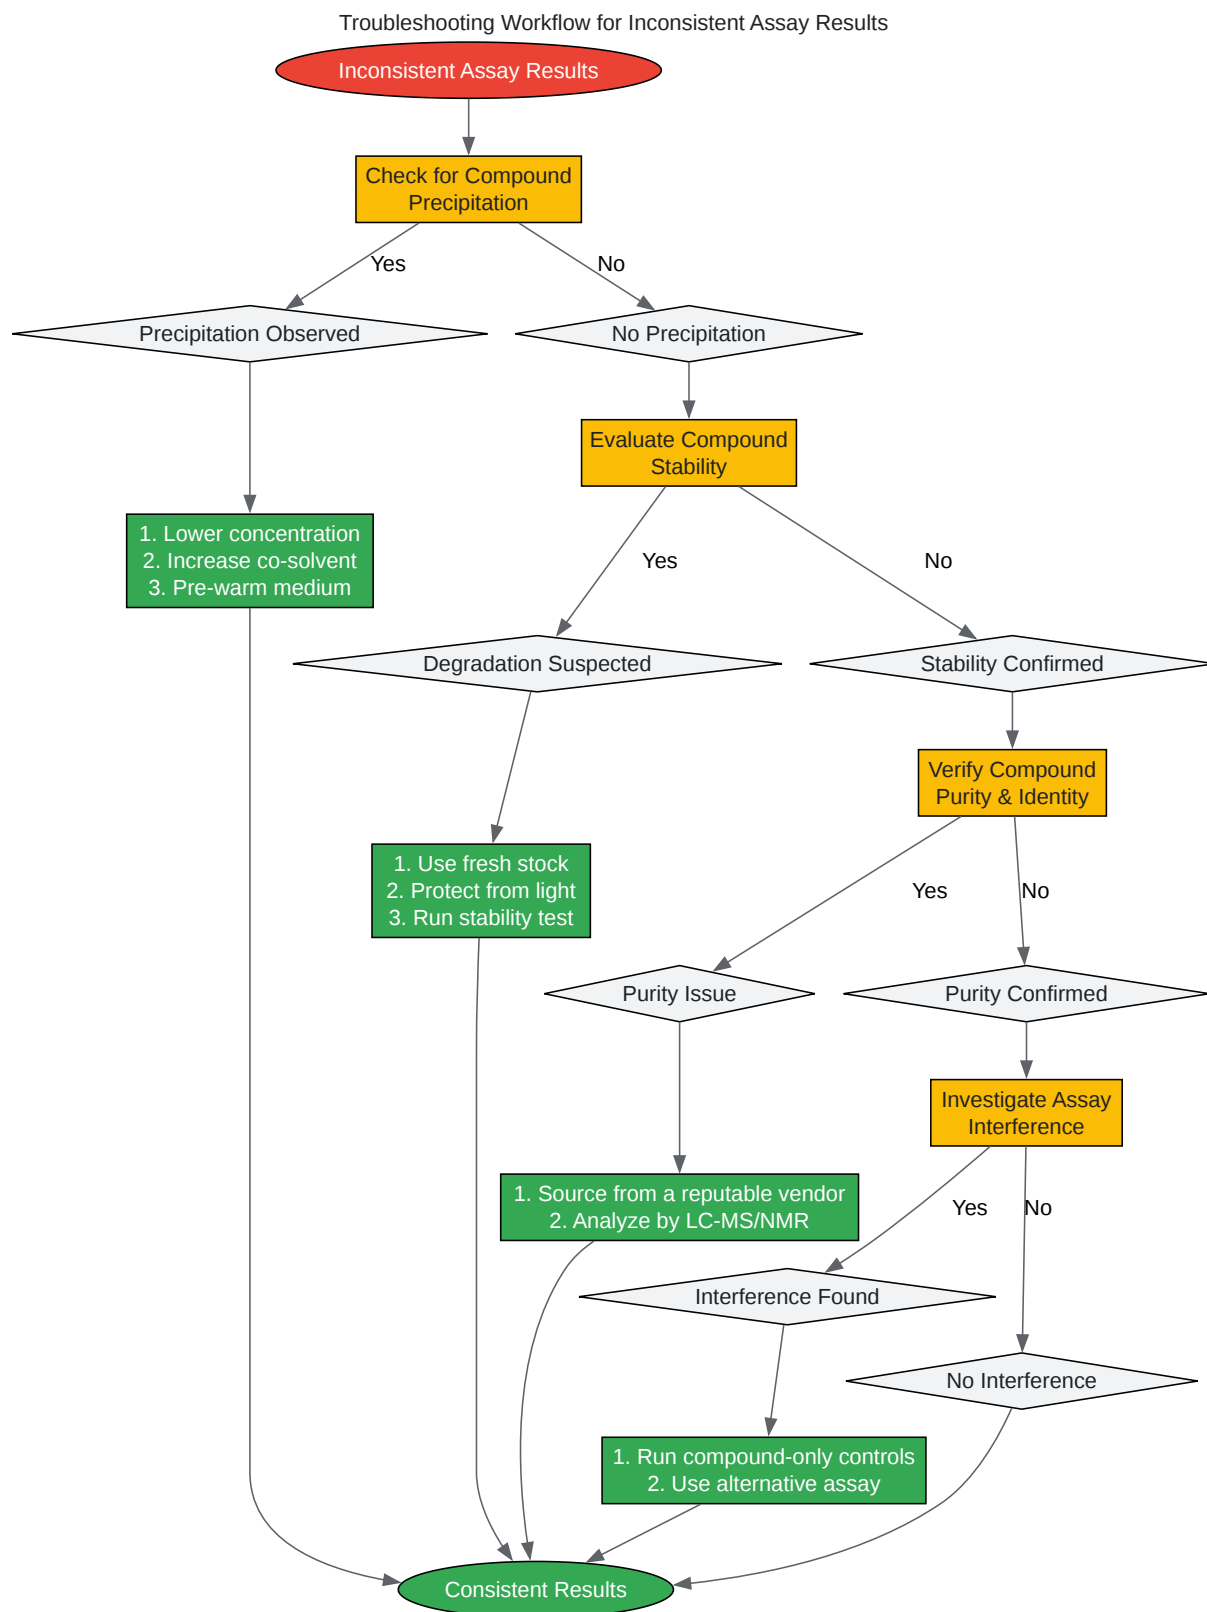 Troubleshooting Workflow for Inconsistent Assay Results
Inconsistent Assay Results
Check for Compound
Precipitation
Yes
No
Precipitation Observed
No Precipitation
Evaluate Compound
Stability
1. Lower concentration
2. Increase co-solvent
3. Pre-warm medium
Yes
No
Degradation Suspected
Stability Confirmed
Verify Compound
Purity & Identity
1. Use fresh stock
2. Protect from light
3. Run stability test
Yes
No
Purity Issue
Purity Confirmed
Investigate Assay
Interference
1. Source from a reputable vendor
2. Analyze by LC-MS/NMR
Yes
No
Interference Found
No Interference
1. Run compound-only controls
2. Use alternative assay
Consistent Results